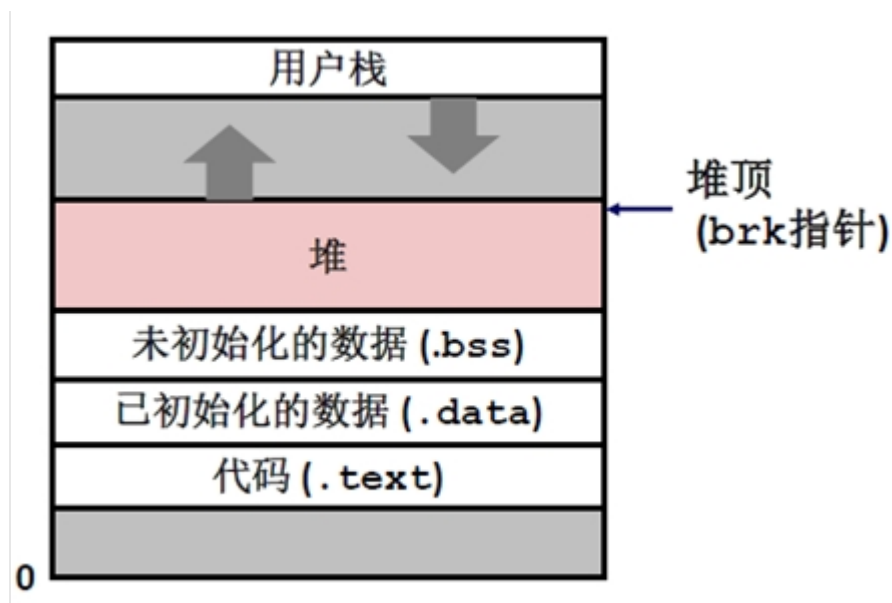 用户栈
堆顶
(brk指针)
堆
未初始化的数据 (.bss)
已初始化的数据 (.data)
代码 (.text)
0